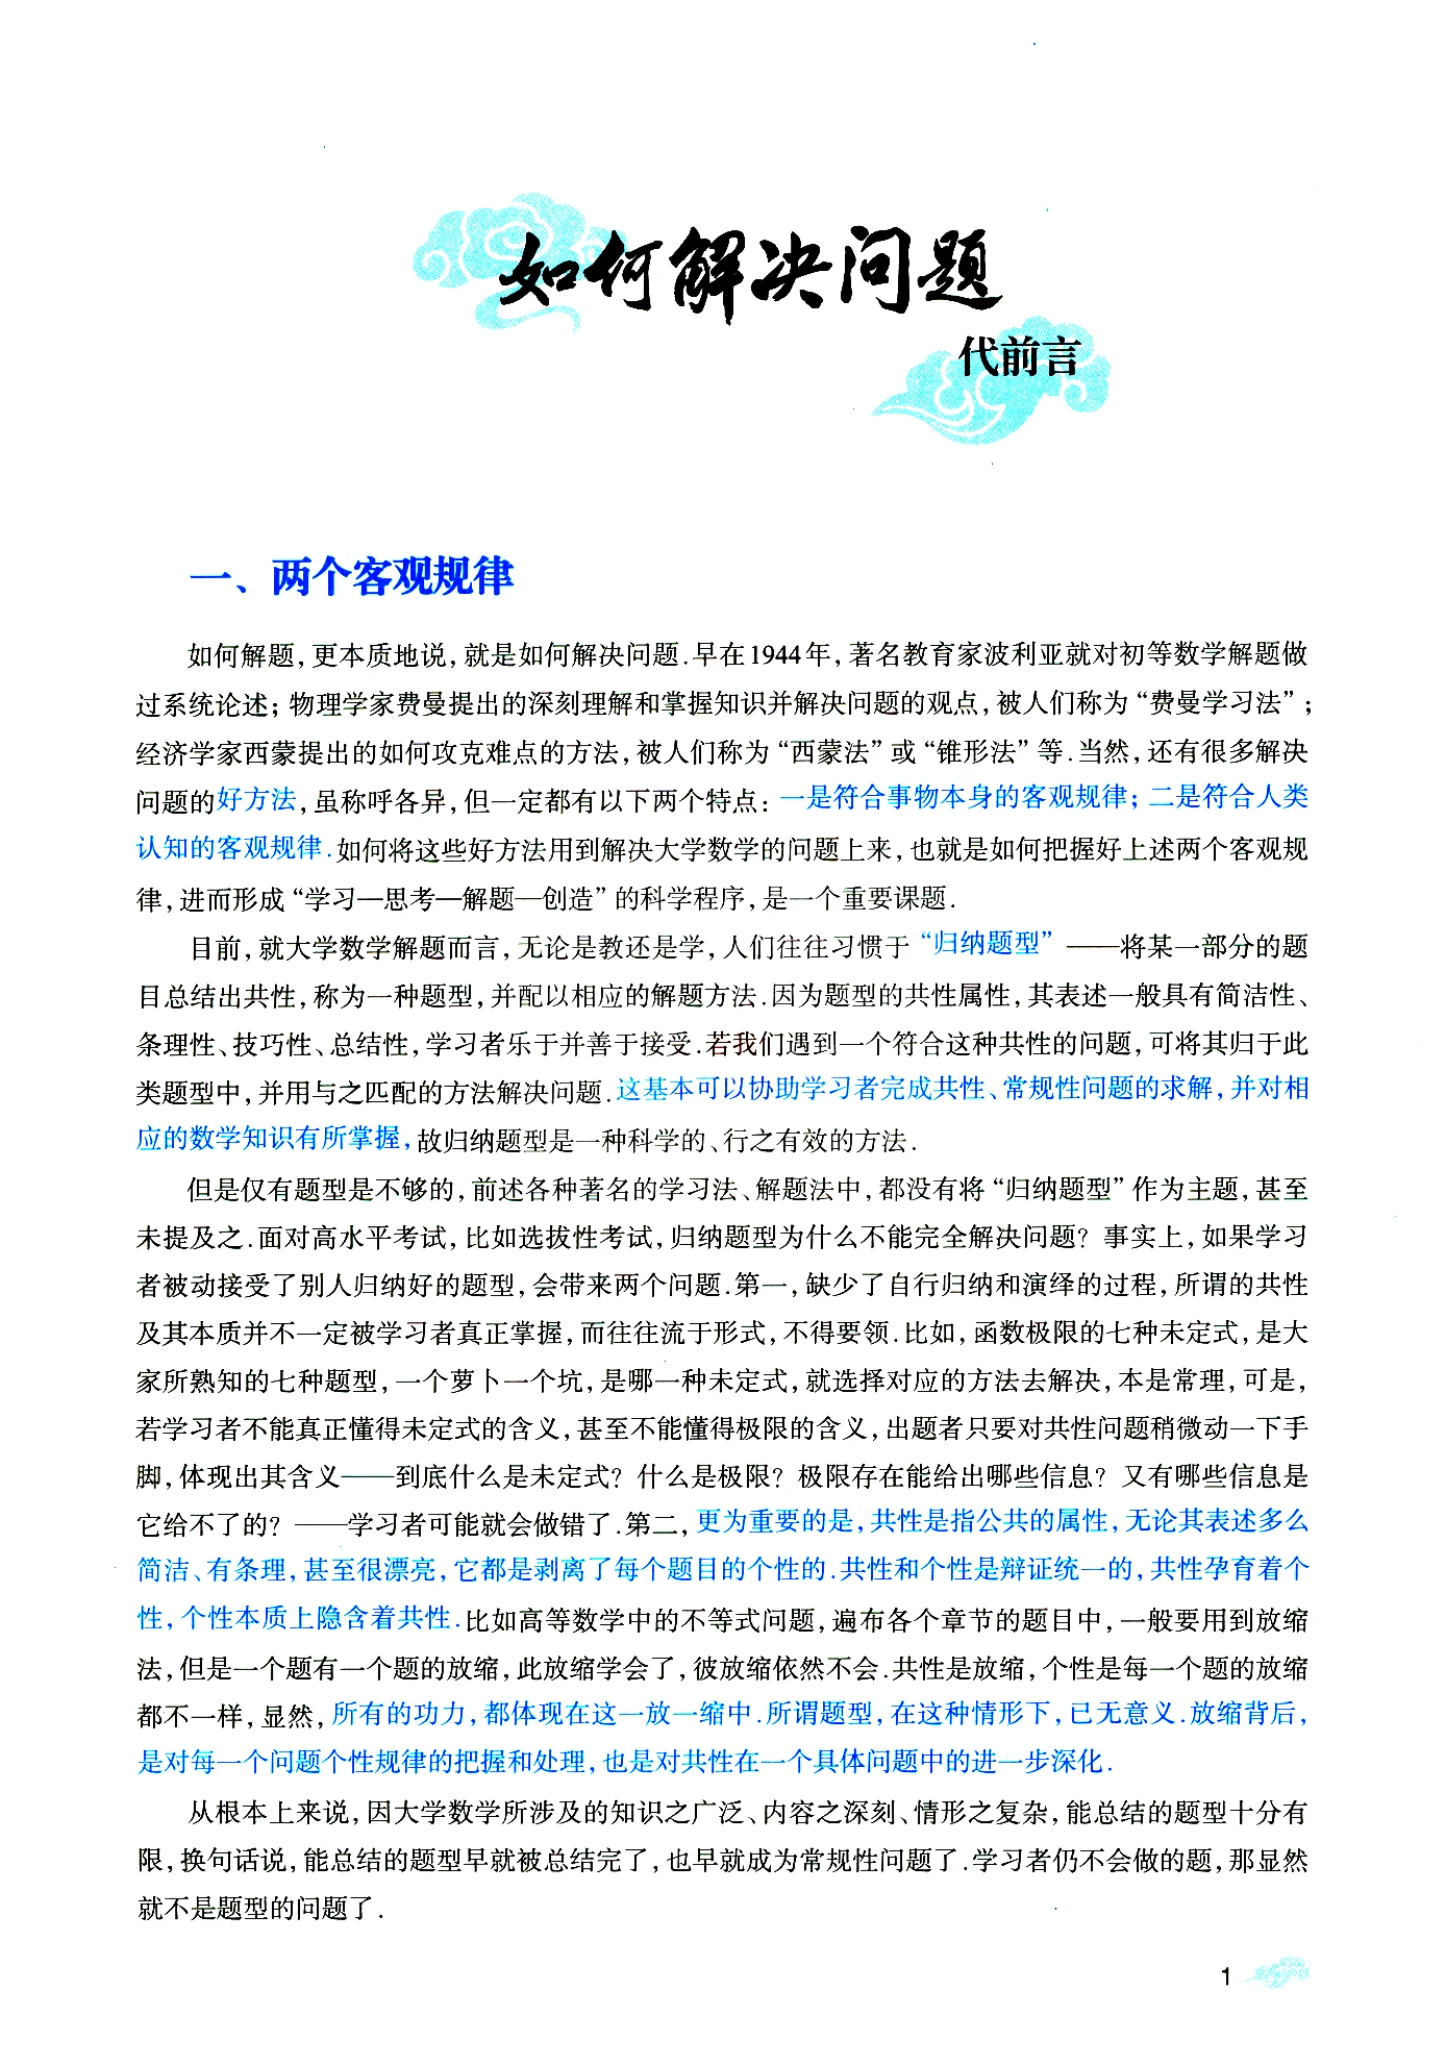 如何解决问题
代前言
一、两个客观规律
如何解题,更本质地说,就是如何解决问题.早在1944年,著名教育家波利亚就对初等数学解题做
过系统论述;物理学家费曼提出的深刻理解和掌握知识并解决问题的观点,被人们称为“费曼学习法”;
经济学家西蒙提出的如何攻克难点的方法,被人们称为“西蒙法”或“锥形法”等.当然,还有很多解决
问题的好方法,虽称呼各异,但一定都有以下两个特点:一是符合事物本身的客观规律;二是符合人类
认知的客观规律.如何将这些好方法用到解决大学数学的问题上来,也就是如何把握好上述两个客观规
律,进而形成“学习—思考—解题—创造”的科学程序,是一个重要课题.
目前,就大学数学解题而言,无论是教还是学,人们往往习惯于“归纳题型”——将某一部分的题
目总结出共性,称为一种题型,并配以相应的解题方法.因为题型的共性属性,其表述一般具有简洁性、
条理性、技巧性、总结性,学习者乐于并善于接受.若我们遇到一个符合这种共性的问题,可将其归于此
类题型中,并用与之匹配的方法解决问题.这基本可以协助学习者完成共性、常规性问题的求解,并对相
应的数学知识有所掌握,故归纳题型是一种科学的、行之有效的方法.
但是仅有题型是不够的,前述各种著名的学习法、解题法中,都没有将“归纳题型”作为主题,甚至
未提及之.面对高水平考试,比如选拔性考试,归纳题型为什么不能完全解决问题?事实上,如果学习
者被动接受了别人归纳好的题型,会带来两个问题.第一,缺少了自行归纳和演绎的过程,所谓的共性
及其本质并不一定被学习者真正掌握,而往往流于形式,不得要领.比如,函数极限的七种未定式,是大
家所熟知的七种题型,一个萝卜一个坑,是哪一种未定式,就选择对应的方法去解决,本是常理,可是,
若学习者不能真正懂得未定式的含义,甚至不能懂得极限的含义,出题者只要对共性问题稍微动一下手
脚,体现出其含义——到底什么是未定式?什么是极限?极限存在能给出哪些信息?又有哪些信息是
它给不了的?——学习者可能就会做错了.第二,更为重要的是,共性是指公共的属性,无论其表述多么
简洁、有条理,甚至很漂亮,它都是剥离了每个题目的个性的.共性和个性是辩证统一的,共性孕育着个
性,个性本质上隐含着共性.比如高等数学中的不等式问题,遍布各个章节的题目中,一般要用到放缩
法,但是一个题有一个题的放缩,此放缩学会了,彼放缩依然不会.共性是放缩,个性是每一个题的放缩
都不一样,显然,所有的功力,都体现在这一放一缩中.所谓题型,在这种情形下,已无意义.放缩背后,
是对每一个问题个性规律的把握和处理,也是对共性在一个具体问题中的进一步深化.
从根本上来说,因大学数学所涉及的知识之广泛、内容之深刻、情形之复杂,能总结的题型十分有
限,换句话说,能总结的题型早就被总结完了,也早就成为常规性问题了.学习者仍不会做的题,那显然
就不是题型的问题了.
1